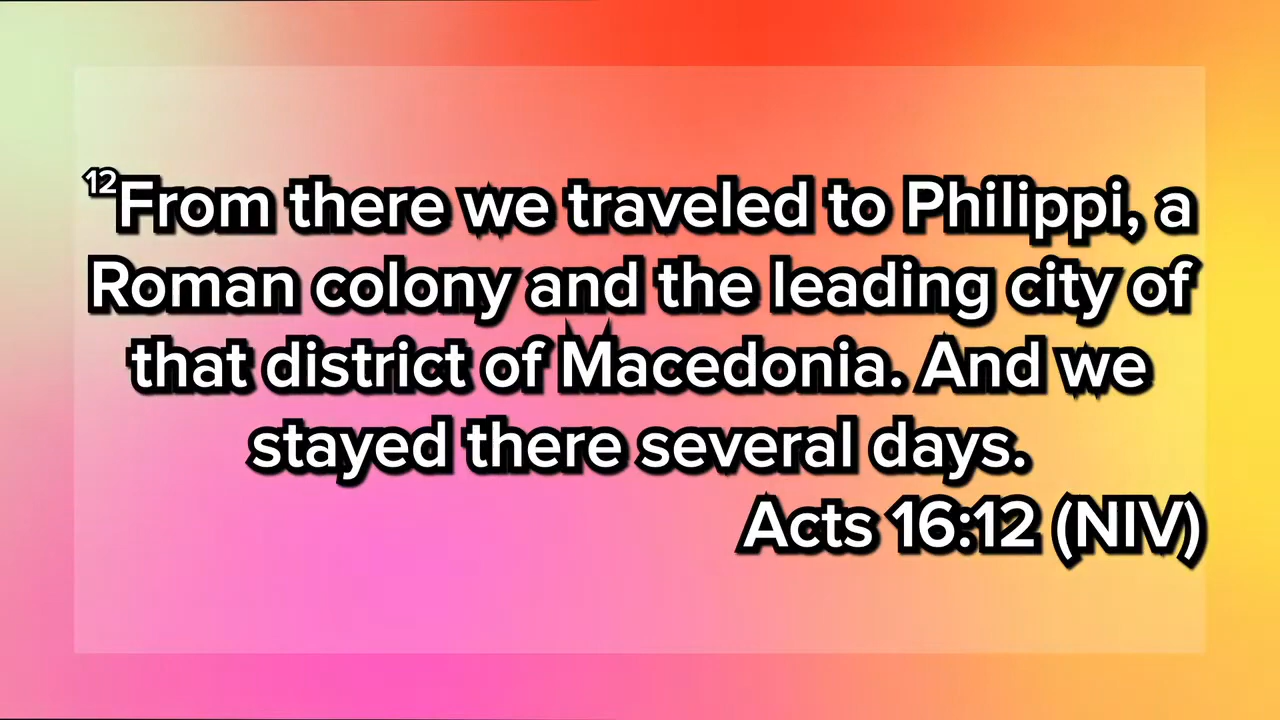 12From there we traveled to Philippi, a
Roman colony and the leading city of
that district of Macedonia. And we
stayed there several days.
Acts 16:12 (NIV)